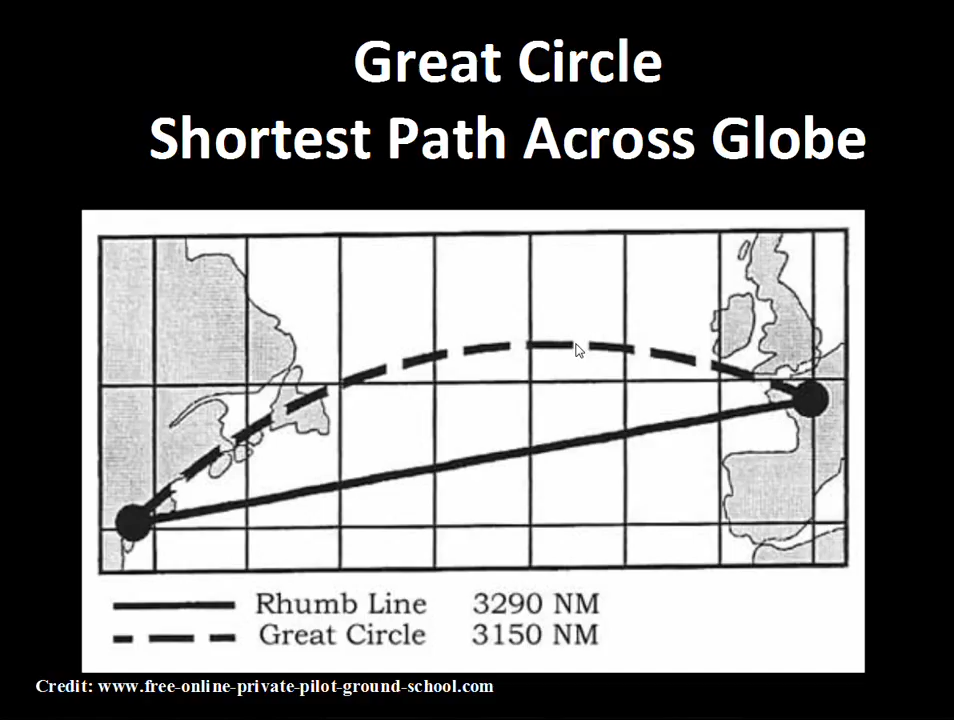 Great Circle
Shortest Path Across Globe
Rhumb Line 3290 NM
Great Circle 3150 NM
Credit: www.free-online-private-pilot-ground-school.com